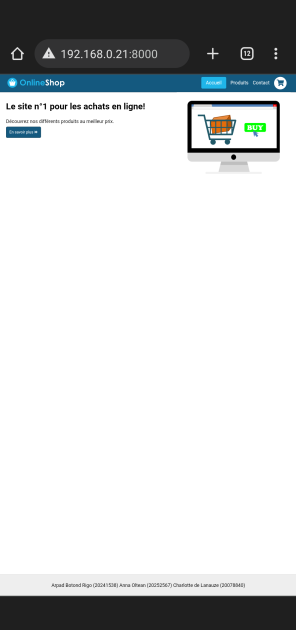 192.168.0.21:8000
12
OnlineShop
Accueil Produits Contact
Le site n°1 pour les achats en ligne!
Découvrez nos différents produits au meilleur prix.
En savoir plus
BUY
Arpad Botond Rigo (20241538) Anna Oltean (20252567) Charlotte de Lanauze (20078640)